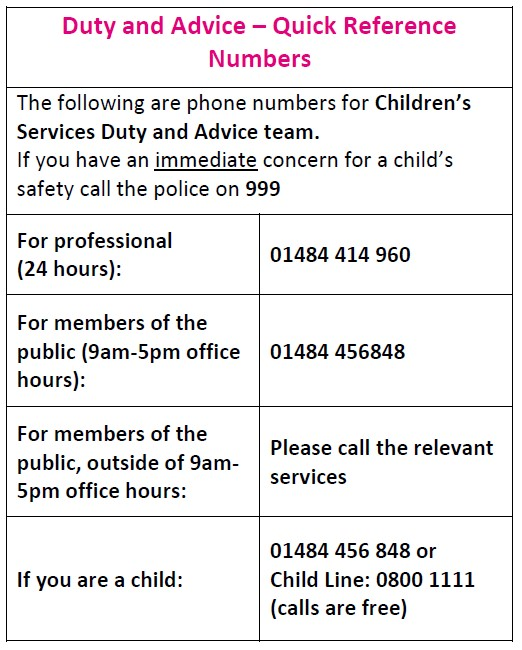 Duty and Advice – Quick Reference
Numbers
The following are phone numbers for Children's
Services Duty and Advice team.
If you have an immediate concern for a child's
safety call the police on 999
For professional
(24 hours):
01484 414 960
For members of the
public (9am-5pm office
hours):
01484 456848
For members of the
public, outside of 9am-
5pm office hours:
Please call the relevant
services
If you are a child:
01484 456 848 or
Child Line: 0800 1111
(calls are free)